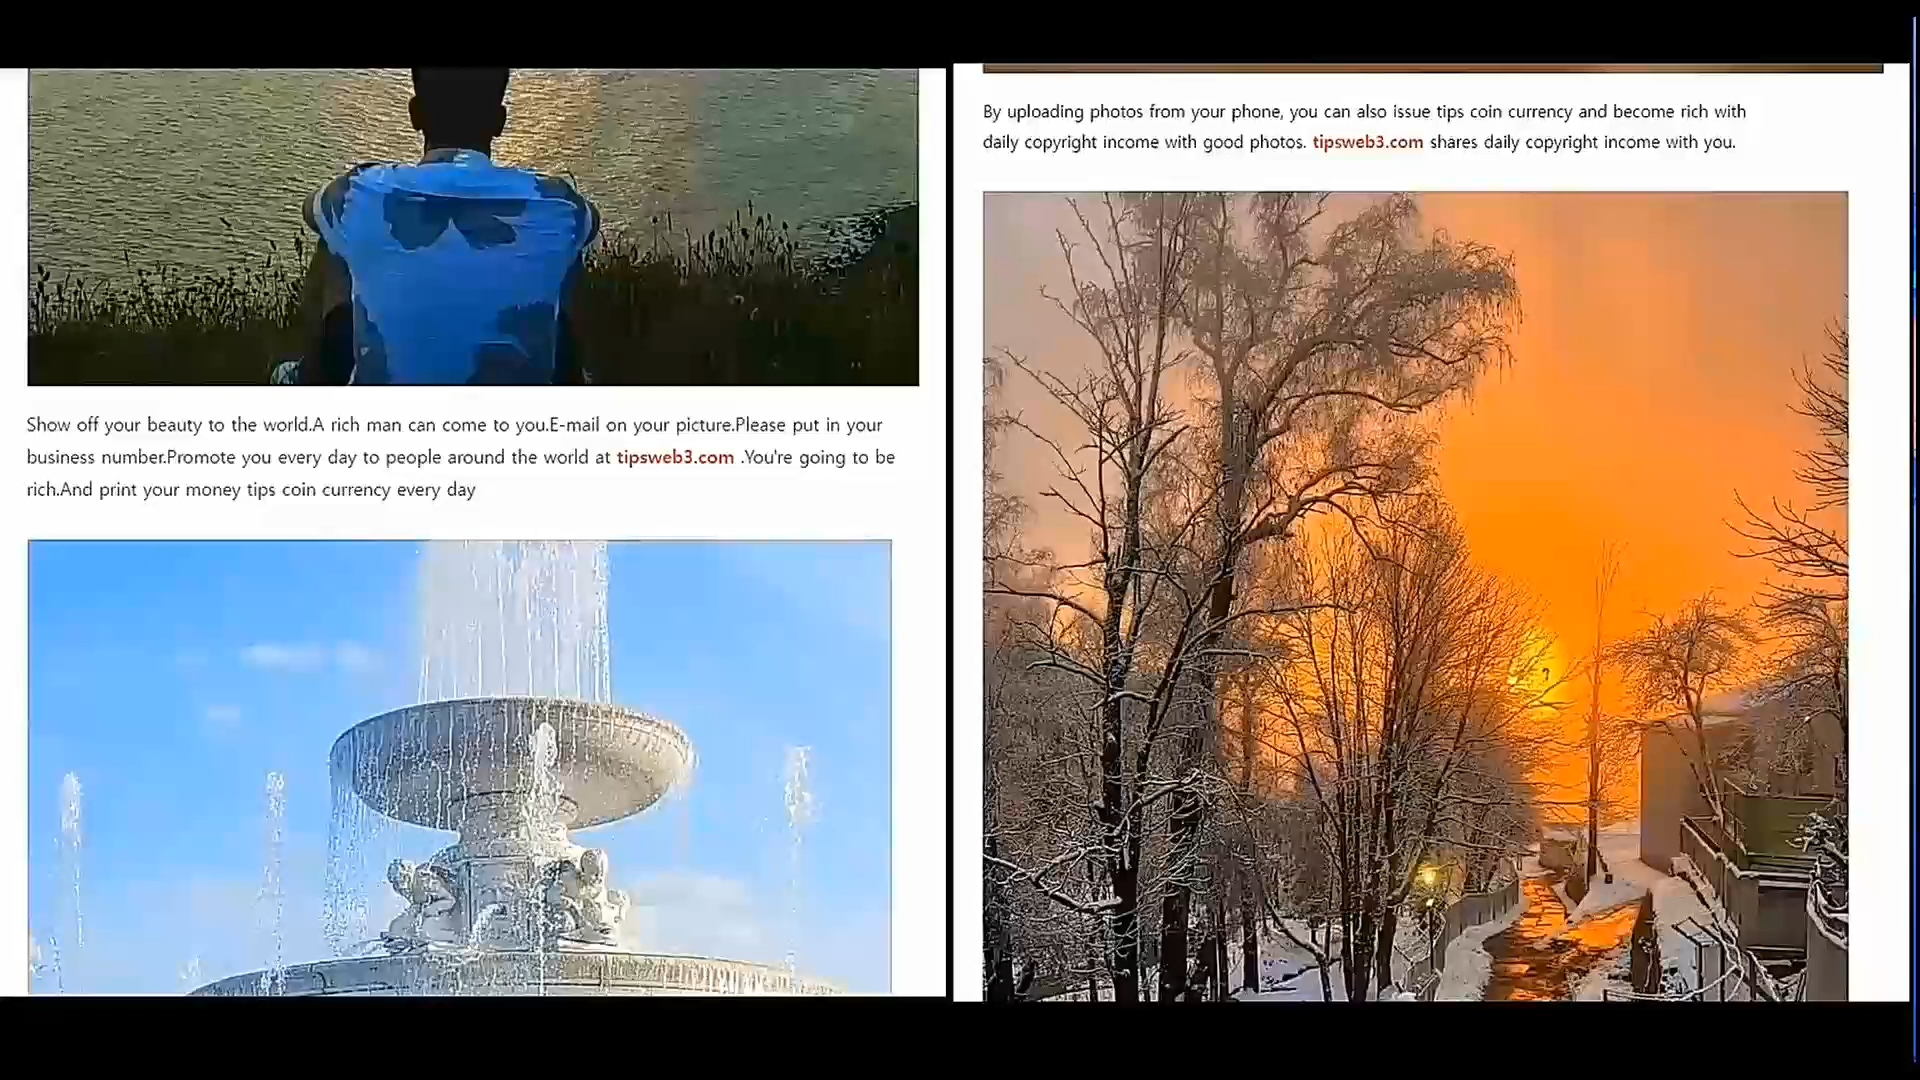 Show off your beauty to the world.A rich man can come to you.E-mail on your picture.Please put in your
business number.Promote you every day to people around the world at tipsweb3.com .You're going to be
rich.And print your money tips coin currency every day
By uploading photos from your phone, you can also issue tips coin currency and become rich with
daily copyright income with good photos. tipsweb3.com shares daily copyright income with you.